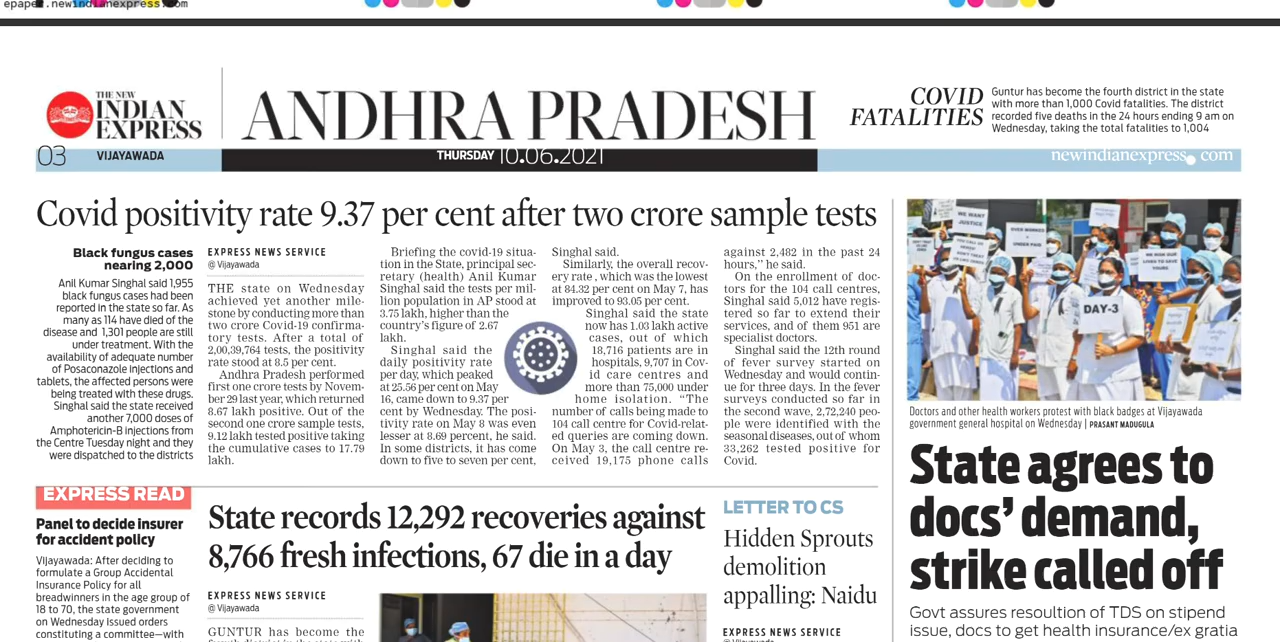 epaper.newindianexpress.com
THE NEW
INDIAN
EXPRESS
ANDHRA PRADESH
COVID
FATALITIES
Guntur has become the fourth district in the state
with more than 1,000 Covid fatalities. The district
recorded five deaths in the 24 hours ending 9 am on
Wednesday, taking the total fatalities to 1,004
03 VIJAYAWADA
THURSDAY 10.06.2021
newindianexpress.com
Covid positivity rate 9.37 per cent after two crore sample tests
Black fungus cases
nearing 2,000
Anil Kumar Singhal said 1,955
black fungus cases had been
reported in the state so far. As
many as 114 have died of the
disease and 1,301 people are still
under treatment. With the
availability of adequate number
of Posaconazole Injections and
tablets, the affected persons were
being treated with these drugs.
Singhal said the state received
another 7,000 doses of
Amphotericin-B injections from
the Centre Tuesday night and they
were dispatched to the districts
EXPRESS NEWS SERVICE
@ Vijayawada
THE state on Wednesday
achieved yet another mile-
stone by conducting more than
two crore Covid-19 confirma-
tory tests. After a total of
2,00,39,764 tests, the positivity
rate stood at 8.5 per cent.
Andhra Pradesh performed
first one crore tests by Novem-
ber 29 last year, which returned
8.67 lakh positive. Out of the
second one crore sample tests,
9.12 lakh tested positive taking
the cumulative cases to 17.79
lakh.
Briefing the covid-19 situa-
tion in the State, principal sec-
retary (health) Anil Kumar
Singhal said the tests per mil-
lion population in AP stood at
3.75 lakh, higher than the
country's figure of 2.67
lakh.
Singhal said the
daily positivity rate
per day, which peaked
at 25.56 per cent on May
16, came down to 9.37 per
cent by Wednesday. The posi-
tivity rate on May 8 was even
lesser at 8.69 percent, he said.
In some districts, it has come
down to five to seven per cent,
Singhal said.
Similarly, the overall recov-
ery rate , which was the lowest
at 84.32 per cent on May 7, has
improved to 93.05 per cent.
Singhal said the state
now has 1.03 lakh active
cases, out of which
18,716 patients are in
hospitals, 9,707 in Cov-
id care centres and
more than 75,000 under
home isolation. "The
number of calls being made to
104 call centre for Covid-relat-
ed queries are coming down.
On May 3, the call centre re-
ceived 19,175 phone calls
against 2,482 in the past 24
hours," he said.
On the enrollment of doc-
tors for the 104 call centres,
Singhal said 5,012 have regis-
tered so far to extend their
services, and of them 951 are
specialist doctors.
Singhal said the 12th round
of fever survey started on
Wednesday and would contin-
ue for three days. In the fever
surveys conducted so far in
the second wave, 2,72,240 peo-
ple were identified with the
seasonal diseases, out of whom
33,262 tested positive for
Covid.
WE WANT
JUSTICE
OVER WORKED
UNDER PAID
DAY-3
Doctors and other health workers protest with black badges at Vijayawada
government general hospital on Wednesday | PRASANT MADUGULA
State agrees to
docs' demand,
strike called off
Govt assures resoultion of TDS on stipend
issue, docs to get health insurance/ex gratia
EXPRESS READ
Panel to decide insurer
for accident policy
Vijayawada: After deciding to
formulate a Group Accidental
Insurance Policy for all
breadwinners in the age group of
18 to 70, the state government
on Wednesday issued orders
constituting a committee—with
State records 12,292 recoveries against
8,766 fresh infections, 67 die in a day
EXPRESS NEWS SERVICE
@ Vijayawada
GUNTUR has become the
LETTER TO CS
Hidden Sprouts
demolition
appalling: Naidu
EXPRESS NEWS SERVICE